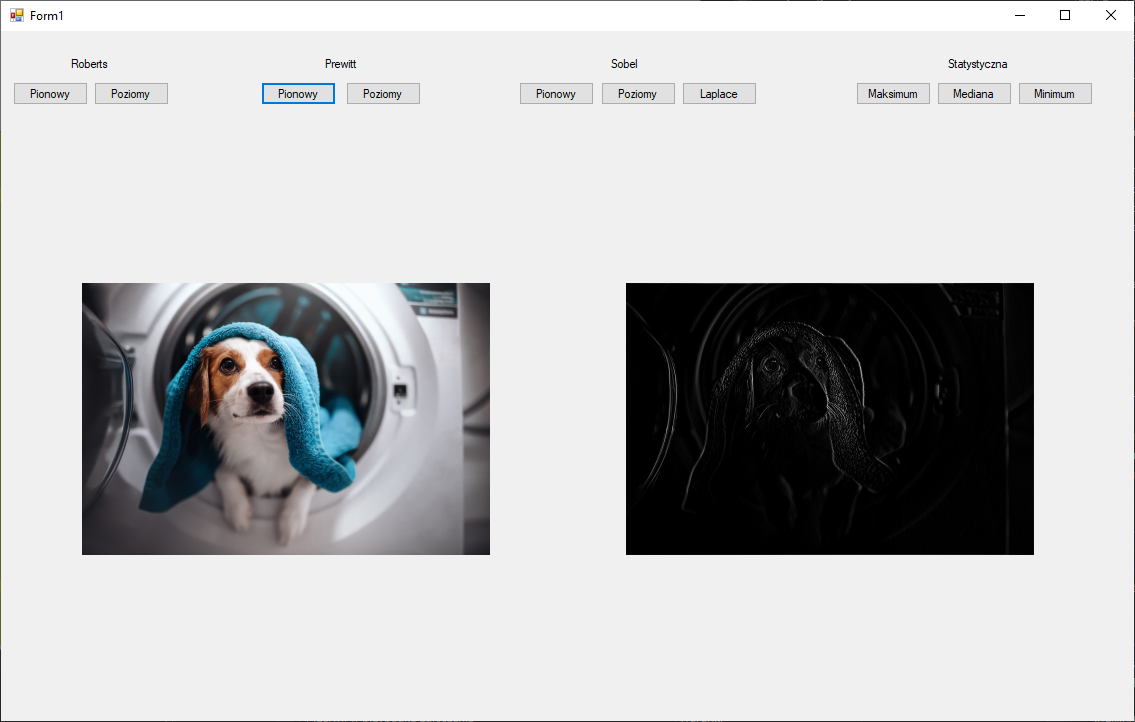 Form1
Roberts
Prewitt
Sobel
Statystyczna
Pionowy Poziomy Pionowy Poziomy Pionowy Poziomy Laplace Maksimum Mediana Minimum